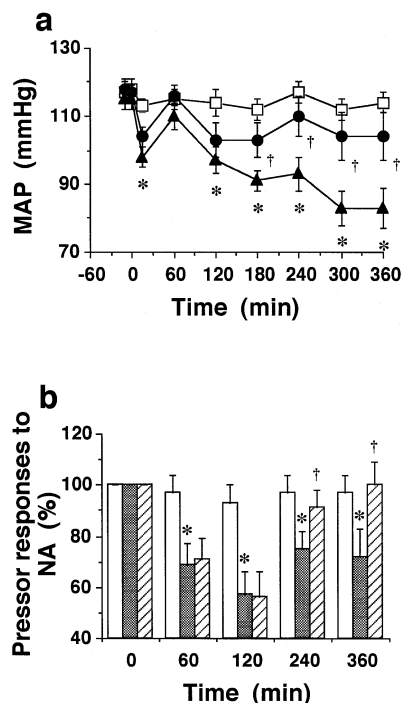 a
130
110
90
70
MAP (mmHg)
* * * * * *
† † † †
-60 0 60 120 180 240 300 360
Time (min)
b
120
100
80
60
40
Pressor responses to
NA (%)
* * * † * †
0 60 120 240 360
Time (min)